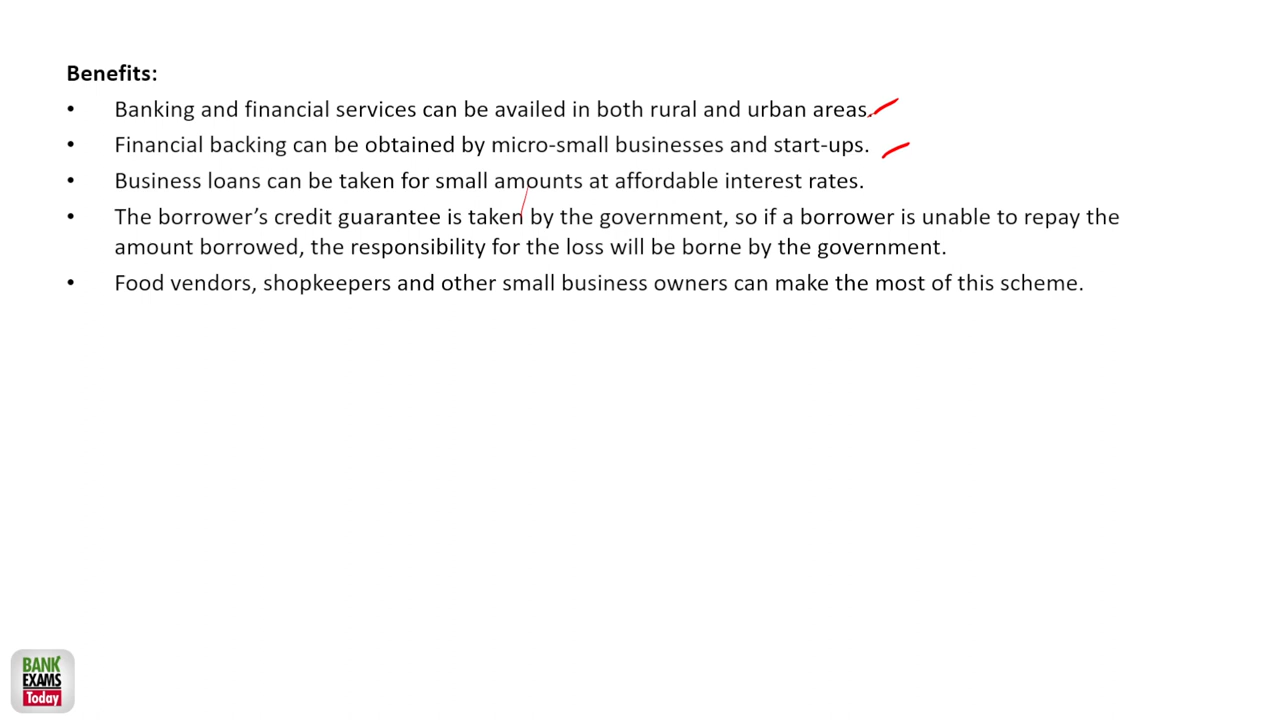 Benefits:
• Banking and financial services can be availed in both rural and urban areas.
• Financial backing can be obtained by micro-small businesses and start-ups.
• Business loans can be taken for small amounts at affordable interest rates.
• The borrower’s credit guarantee is taken by the government, so if a borrower is unable to repay the
amount borrowed, the responsibility for the loss will be borne by the government.
• Food vendors, shopkeepers and other small business owners can make the most of this scheme.
BANK
EXAMS
Today